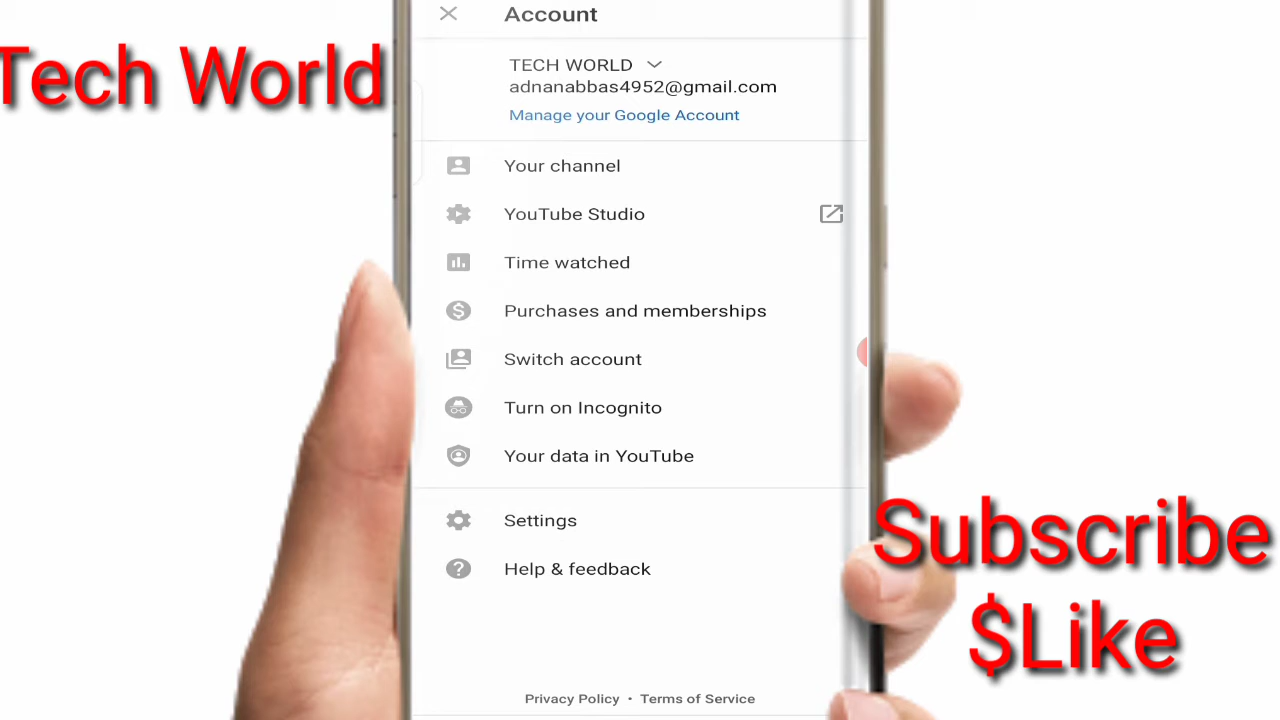 Account
Tech World
TECH WORLD
adnanabbas4952@gmail.com
Manage your Google Account
Your channel
YouTube Studio
Time watched
Purchases and memberships
Switch account
Turn on Incognito
Your data in YouTube
Settings
Help & feedback
Subscribe
$Like
Privacy Policy • Terms of Service